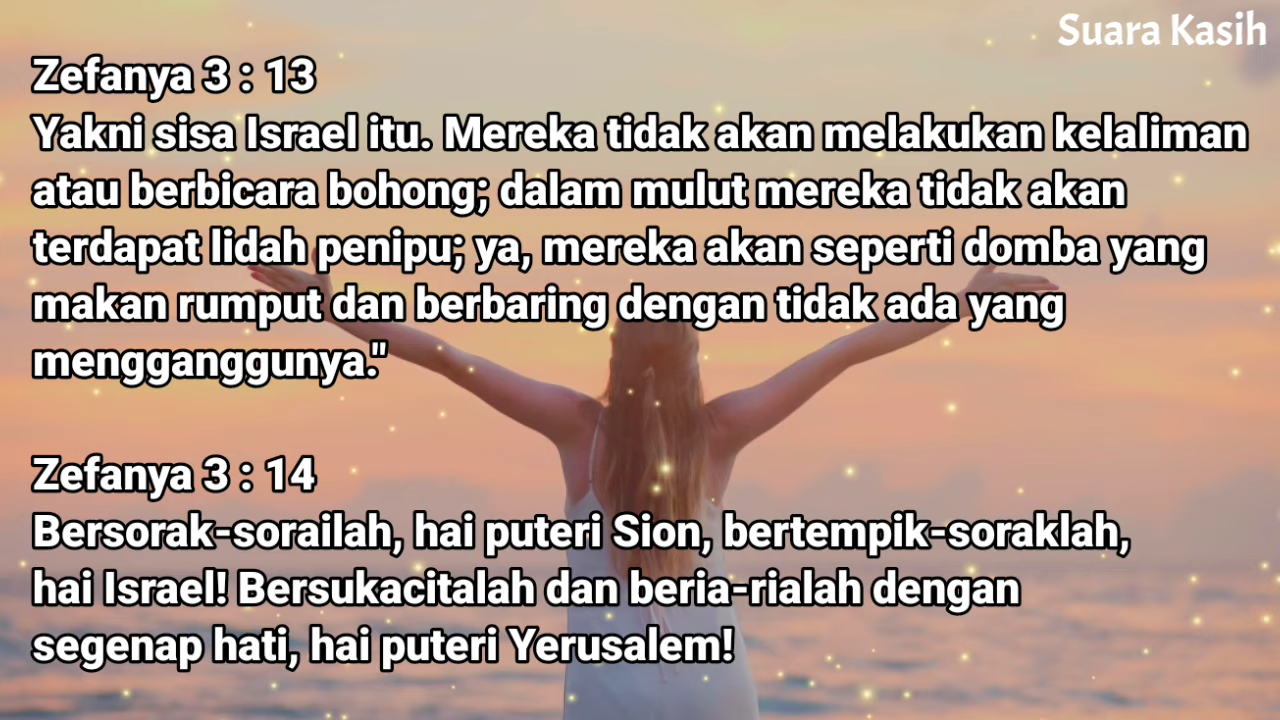 Suara Kasih
Zefanya 3 : 13
Yakni sisa Israel itu. Mereka tidak akan melakukan kelaliman
atau berbicara bohong; dalam mulut mereka tidak akan
terdapat lidah penipu; ya, mereka akan seperti domba yang
makan rumput dan berbaring dengan tidak ada yang
mengganggunya."
Zefanya 3 : 14
Bersorak-sorailah, hai puteri Sion, bertempik-soraklah,
hai Israel! Bersukacitalah dan beria-rialah dengan
segenap hati, hai puteri Yerusalem!